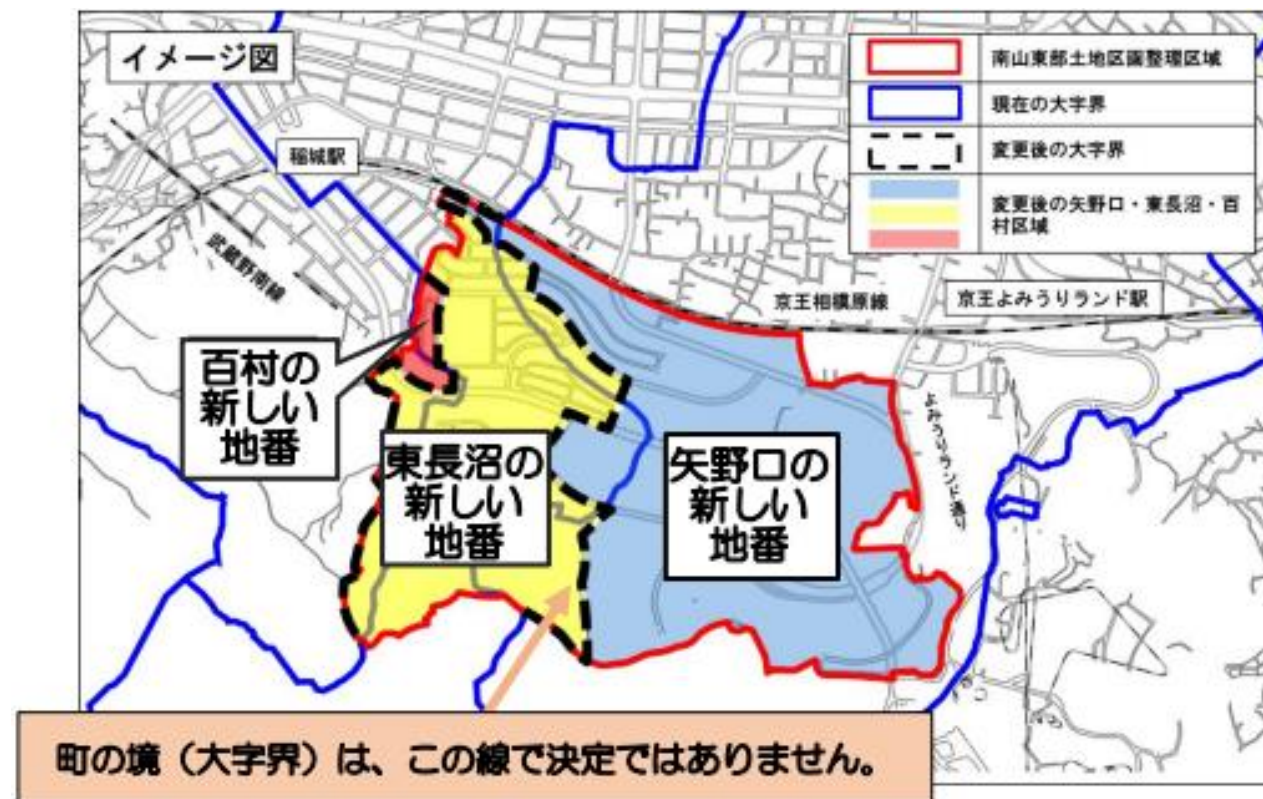 イメージ図
南山東部土地区画整理区域
現在の大字界
変更後の大字界
変更後の矢野口・東長沼・百
村区域
稲城駅
武蔵野南線
京王相模原線
京王よみうりランド駅
よみうりランド通り
百村の
新しい
地番
東長沼の
新しい
地番
矢野口の
新しい
地番
町の境（大字界）は、この線で決定ではありません。